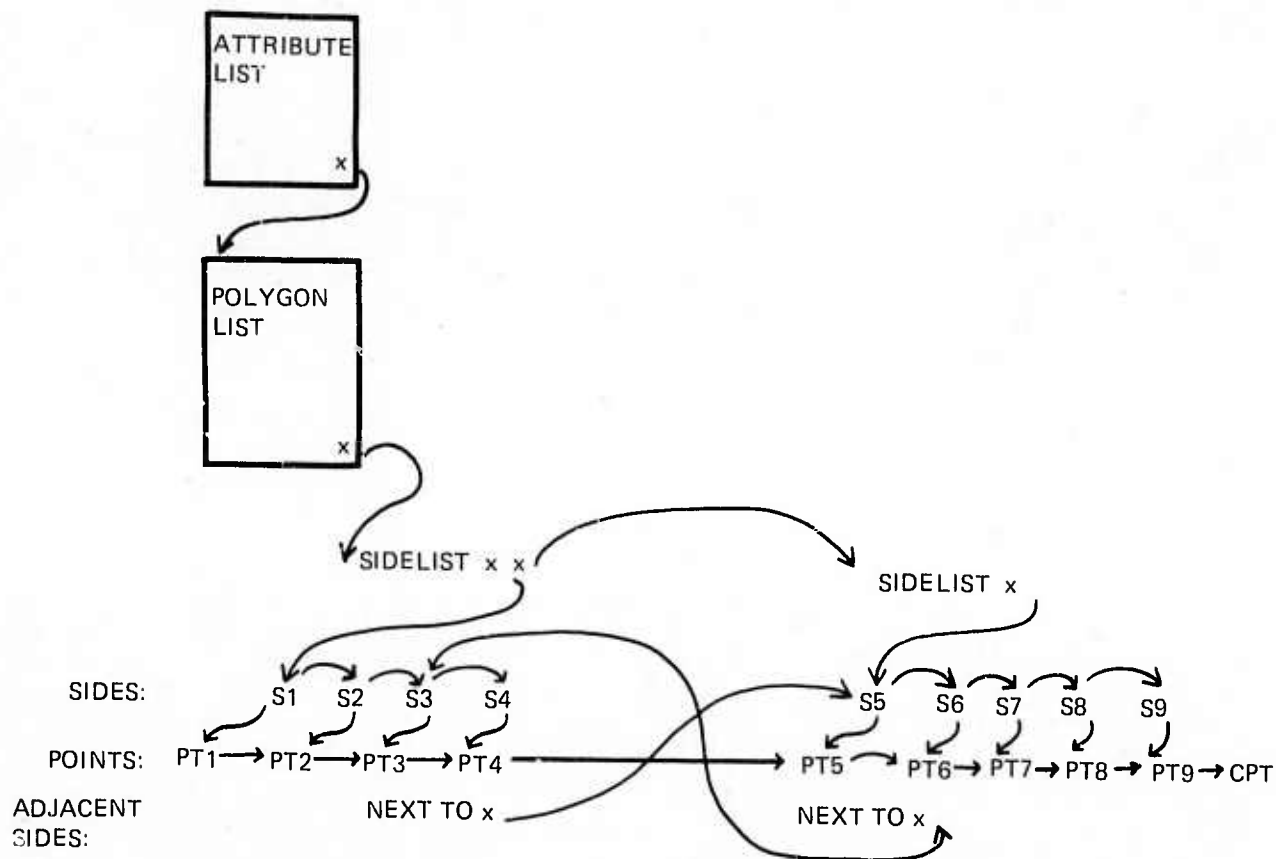 ATTRIBUTE
LIST
x
POLYGON
LIST
x
SIDELIST x x
SIDELIST x
SIDES: S1 S2 S3 S4 S5 S6 S7 S8 S9
POINTS: PT1 PT2 PT3 PT4 PT5 PT6 PT7 PT8 PT9 CPT
ADJACENT
SIDES:
NEXT TO x
NEXT TO x